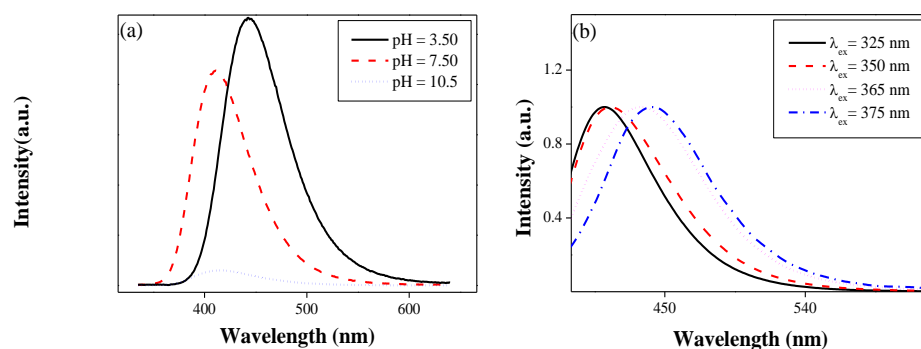 (a)
pH = 3.50
pH = 7.50
pH = 10.5
Intensity(a.u.)
400
500
600
Wavelength (nm)
(b)
λex= 325 nm
λex= 350 nm
λex= 365 nm
λex= 375 nm
1.2
0.8
0.4
Intensity (a.u.)
450
540
Wavelength (nm)